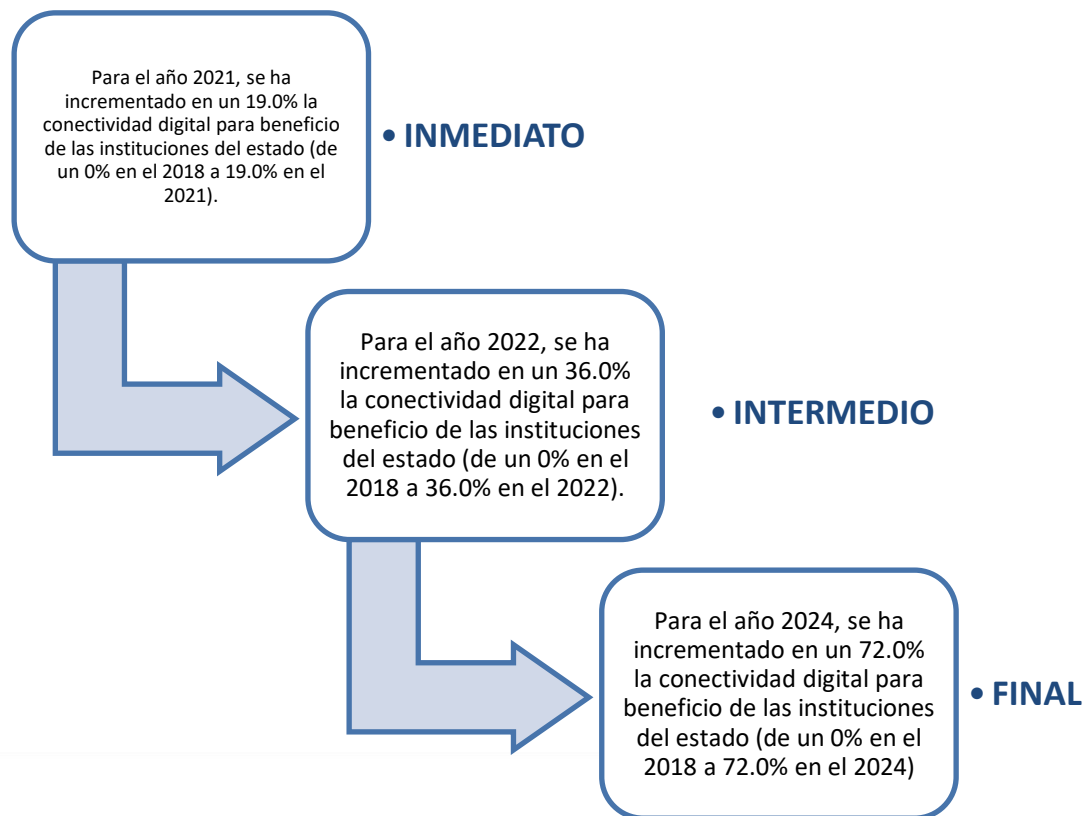 Para el año 2021, se ha
incrementado en un 19.0% la
conectividad digital para beneficio
de las instituciones del estado (de
un 0% en el 2018 a 19.0% en el
2021).
• INMEDIATO
Para el año 2022, se ha
incrementado en un 36.0%
la conectividad digital para
beneficio de las instituciones
del estado (de un 0% en el
2018 a 36.0% en el 2022).
• INTERMEDIO
Para el año 2024, se ha
incrementado en un 72.0%
la conectividad digital para
beneficio de las instituciones
del estado (de un 0% en el
2018 a 72.0% en el 2024)
• FINAL